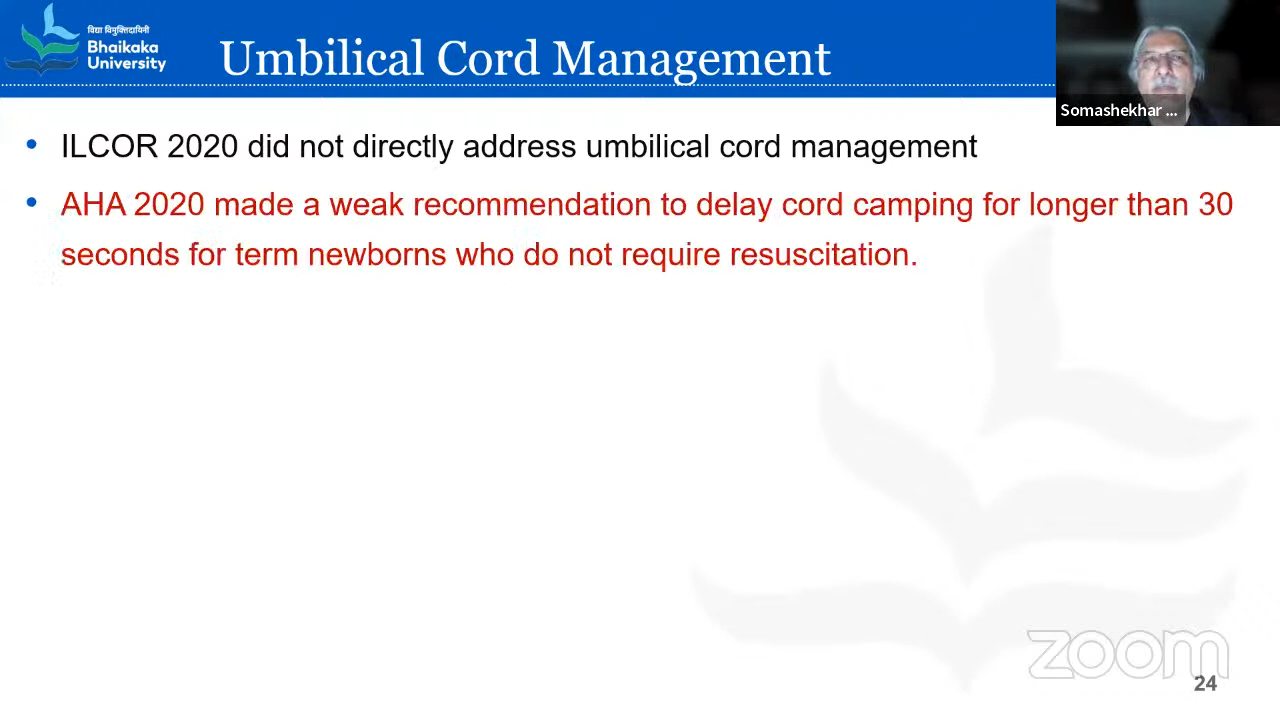 विद्या विमुक्तिदायिनी
Bhaikaka
University
Umbilical Cord Management
Somashekhar ...
• ILCOR 2020 did not directly address umbilical cord management
• AHA 2020 made a weak recommendation to delay cord camping for longer than 30
seconds for term newborns who do not require resuscitation.
zoom
24